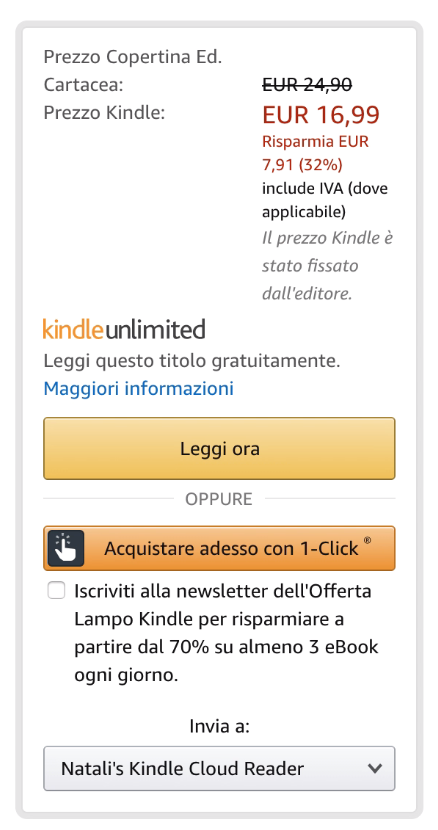 Prezzo Copertina Ed.
Cartacea: EUR 24,90
Prezzo Kindle: EUR 16,99
Risparmia EUR
7,91 (32%)
include IVA (dove
applicabile)
Il prezzo Kindle è
stato fissato
dall'editore.
kindleunlimited
Leggi questo titolo gratuitamente.
Maggiori informazioni
Leggi ora
OPPURE
Acquistare adesso con 1-Click ®
Iscriviti alla newsletter dell'Offerta
Lampo Kindle per risparmiare a
partire dal 70% su almeno 3 eBook
ogni giorno.
Invia a:
Natali's Kindle Cloud Reader